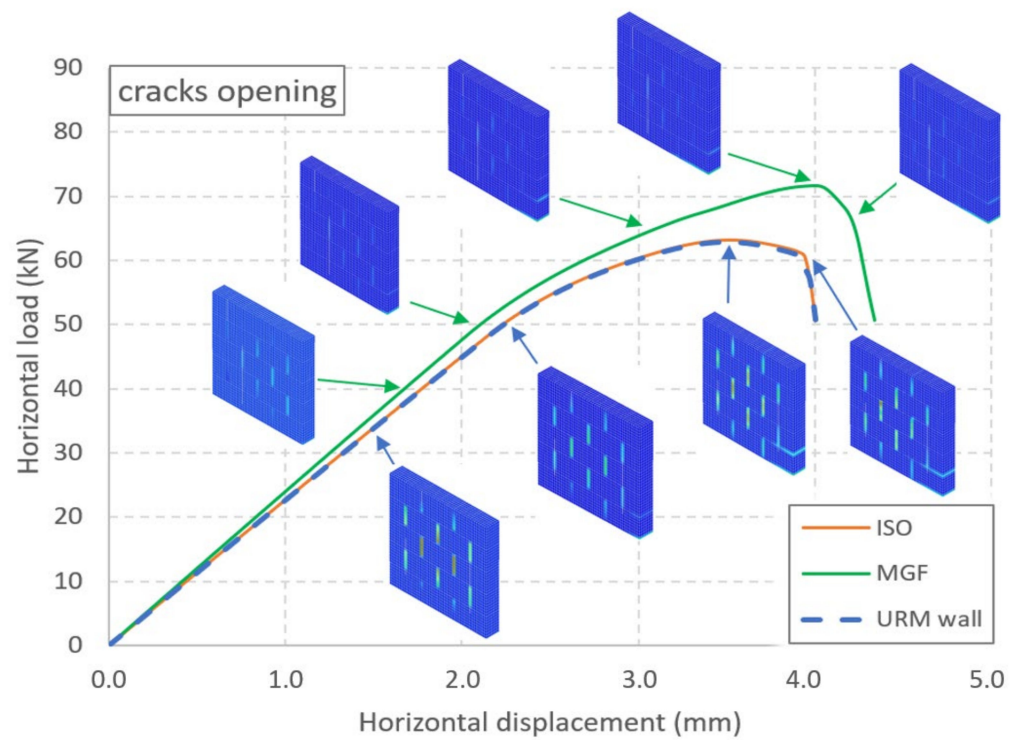 cracks opening
Horizontal load (kN)
90
80
70
60
50
40
30
20
10
0
0.0 1.0 2.0 3.0 4.0 5.0
Horizontal displacement (mm)
ISO
MGF
URM wall